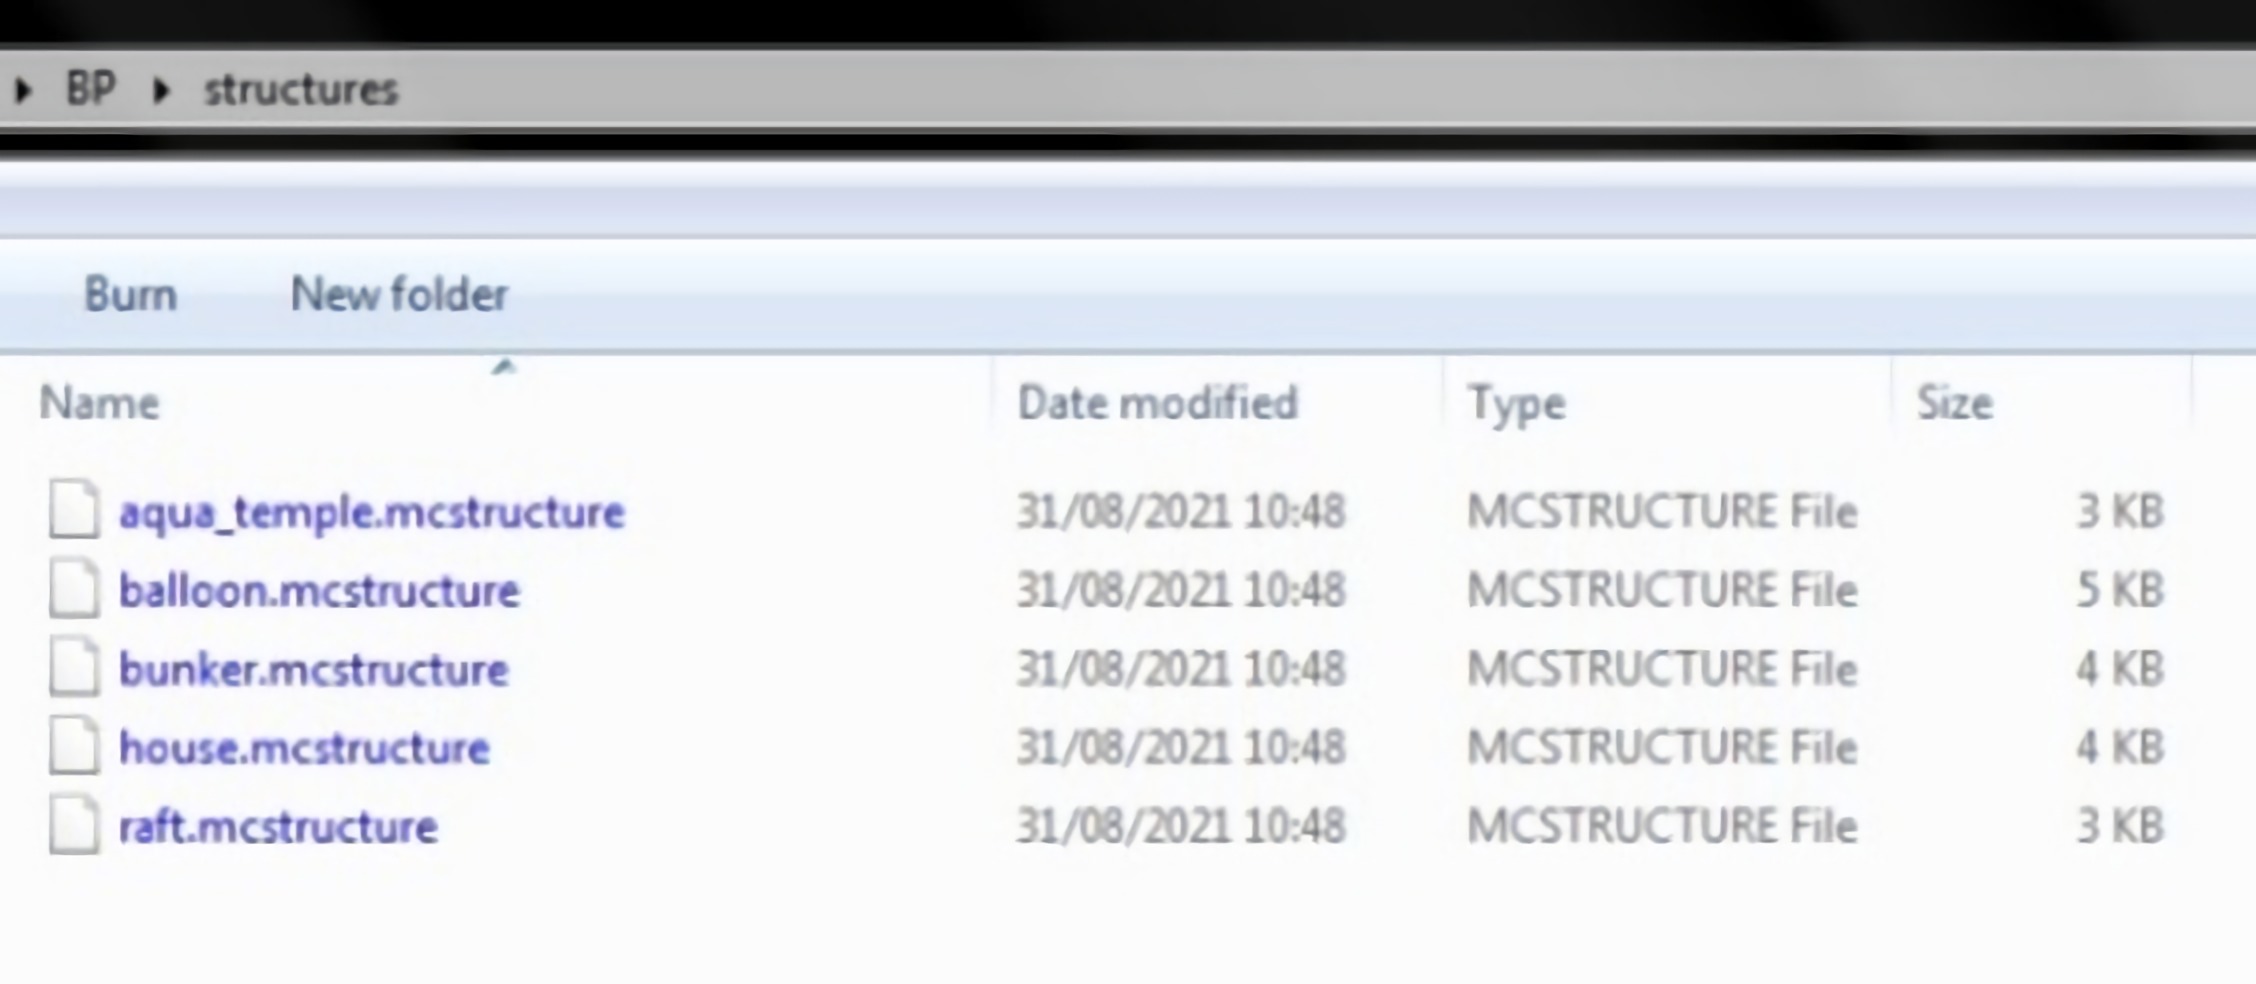 BP structures
Burn New folder
Name Date modified Type Size
aqua_temple.mcstructure 31/08/2021 10:48 MCSTRUCTURE File 3 KB
balloon.mcstructure 31/08/2021 10:48 MCSTRUCTURE File 5 KB
bunker.mcstructure 31/08/2021 10:48 MCSTRUCTURE File 4 KB
house.mcstructure 31/08/2021 10:48 MCSTRUCTURE File 4 KB
raft.mcstructure 31/08/2021 10:48 MCSTRUCTURE File 3 KB